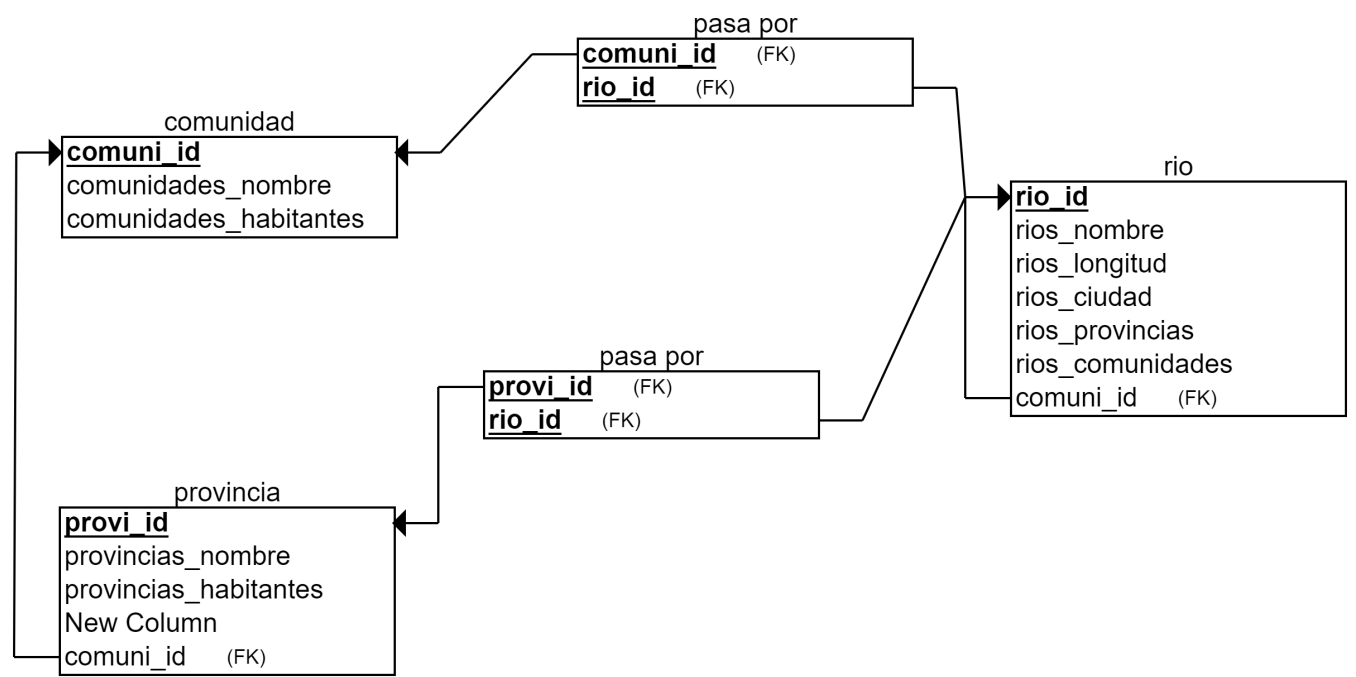 pasa por
comuni_id (FK)
rio_id (FK)
comunidad
comuni_id
comunidades_nombre
comunidades_habitantes
rio
rio_id
rios_nombre
rios_longitud
rios_ciudad
rios_provincias
rios_comunidades
comuni_id (FK)
pasa por
provi_id (FK)
rio_id (FK)
provincia
provi_id
provincias_nombre
provincias_habitantes
New Column
comuni_id (FK)